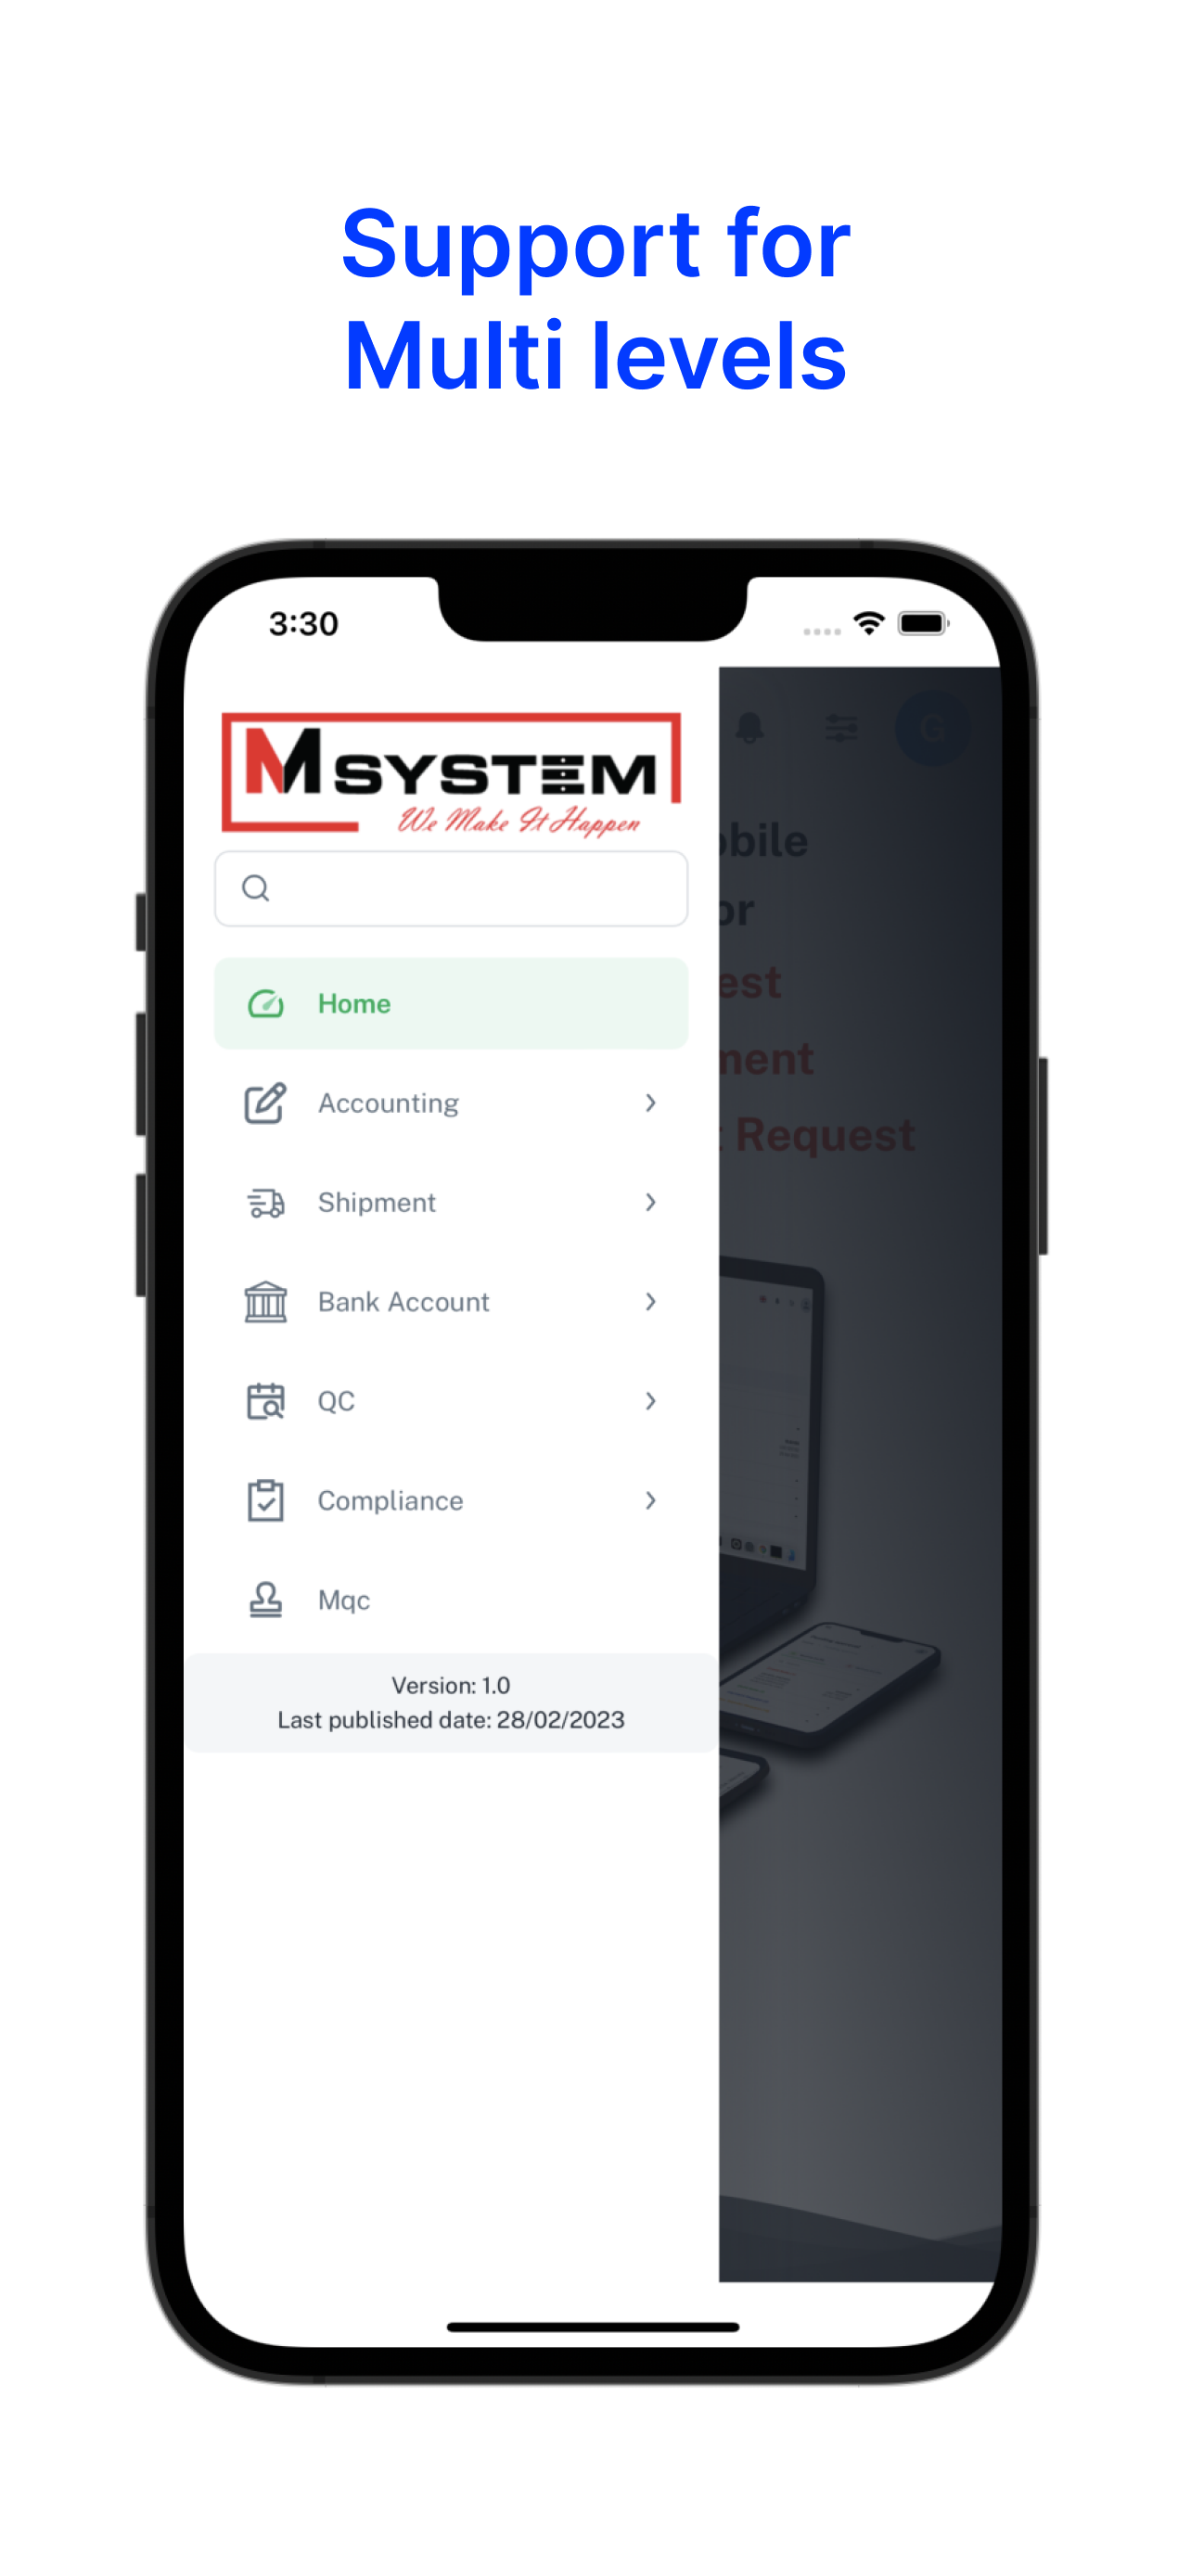 Support for
Multi levels
3:30
MSYSTEM
We Make It Happen
G
Home
Accounting
Shipment
Bank Account
QC
Compliance
Mqc
Version: 1.0
Last published date: 28/02/2023
bile
or
est
ment
Request